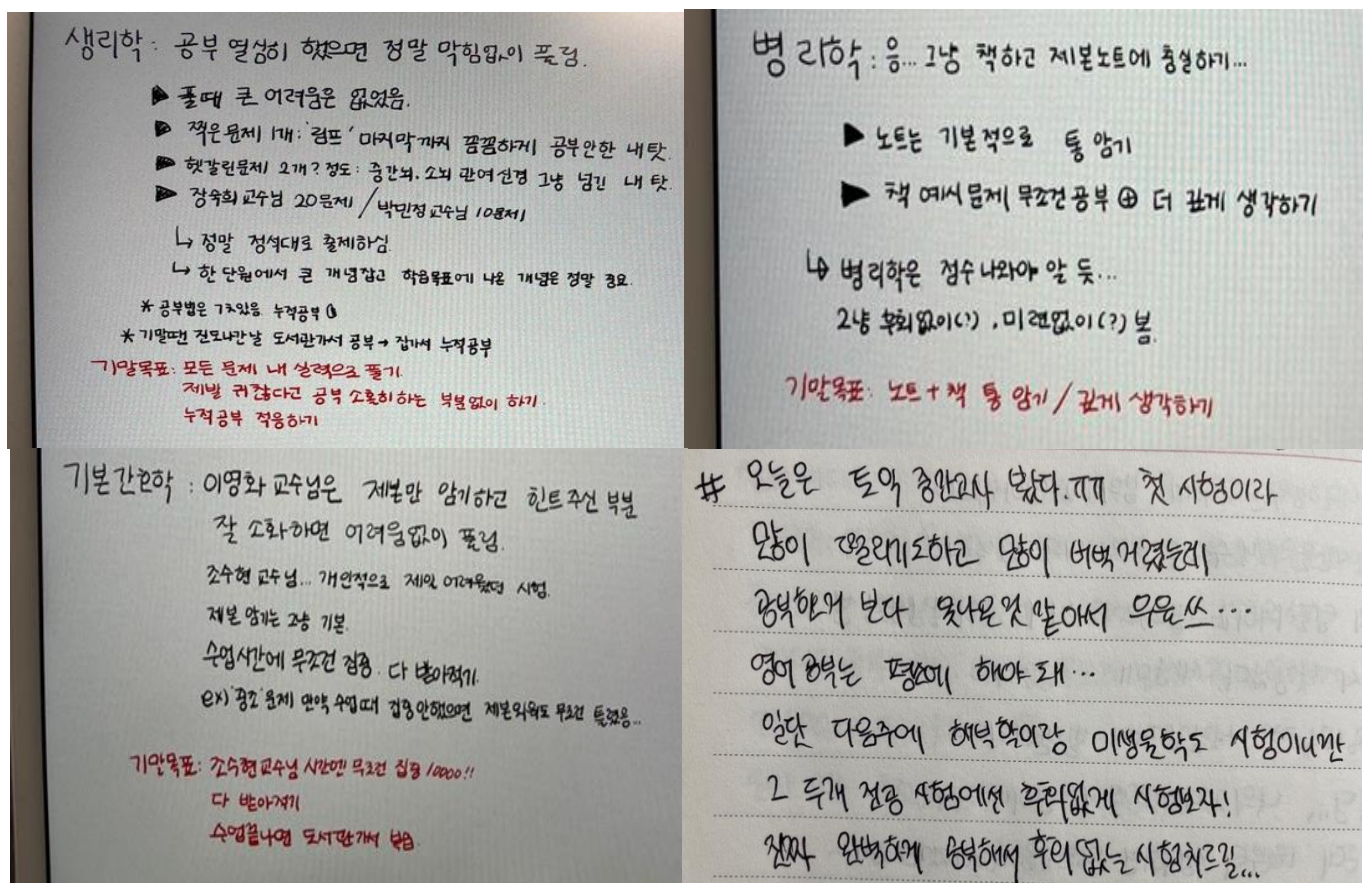 생리학 : 공부 열심히 했으면 정말 막힘없이 풀림.
▶ 풀때 큰 어려움은 없었음.
▶ 찍은문제 1개 : '림프' 마지막까지 꼼꼼하게 공부안한 내 탓.
▶ 헷갈린문제 2개? 정도 : 중간뇌, 소뇌 관여신경 그냥 넘긴 내 탓.
▶ 장숙희교수님 20문제 / 박민정교수님 10문제
↳ 정말 정석대로 출제하심.
↳ 한 단원에서 큰 개념잡고 학습목표에 나온 개념은 정말 중요.
* 공부법은 가있음. 누적공부
* 기말땐 진도나간날 도서관가서 공부 → 집가서 누적공부
기말목표 : 모든 문제 내 실력으로 풀기.
제발 귀찮다고 공부 소홀히하는 부분없이 하기.
누적공부 적응하기
병리학 : 음... 그냥 책하고 제본노트에 충실하기...
▶ 노트는 기본적으로 통 암기
▶ 책 예시문제 무조건공부 ⊕ 더 깊게 생각하기
↳ 병리학은 점수나와야 알 듯...
그냥 후회없이(?), 미련없이(?) 봄.
기말목표 : 노트 + 책 통 암기 / 깊게 생각하기
기본간호학 : 이명화 교수님은 제본만 암기하고 힌트주신 부분
잘 소화하면 어려움없이 풀림.
조수현 교수님... 개인적으로 제일 어려웠던 시험.
제본 암기는 그냥 기본.
수업시간에 무조건 집중. 다 받아적기.
ex) '중조' 문제 만약 수업때 집중안했으면 제본외워도 무조건 틀렸음...
기말목표 : 조수현교수님 시간엔 무조건 집중 10000!!
다 받아적기
수업끝나면 도서관가서 복습.
# 오늘은 토익 중간고사 봤다.ㅠㅠ 첫 시험이라
많이 떨리기도하고 많이 버벅거렸는데
공부한거 보다 못나온것 같아서 우울쓰...
영어 공부는 평소에 해야 돼...
일단 다음주에 해부학이랑 미생물학도 시험이니깐
그 두개 전공 시험에선 후회없게 시험보자!
진짜 완벽하게 공부해서 후회 없는 시험치르길...